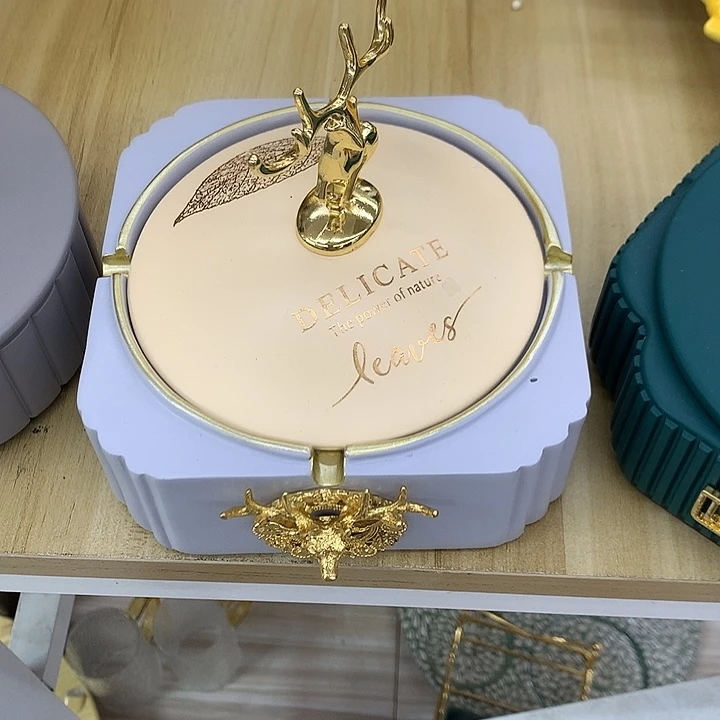 DELICATE
The power of nature
leaves